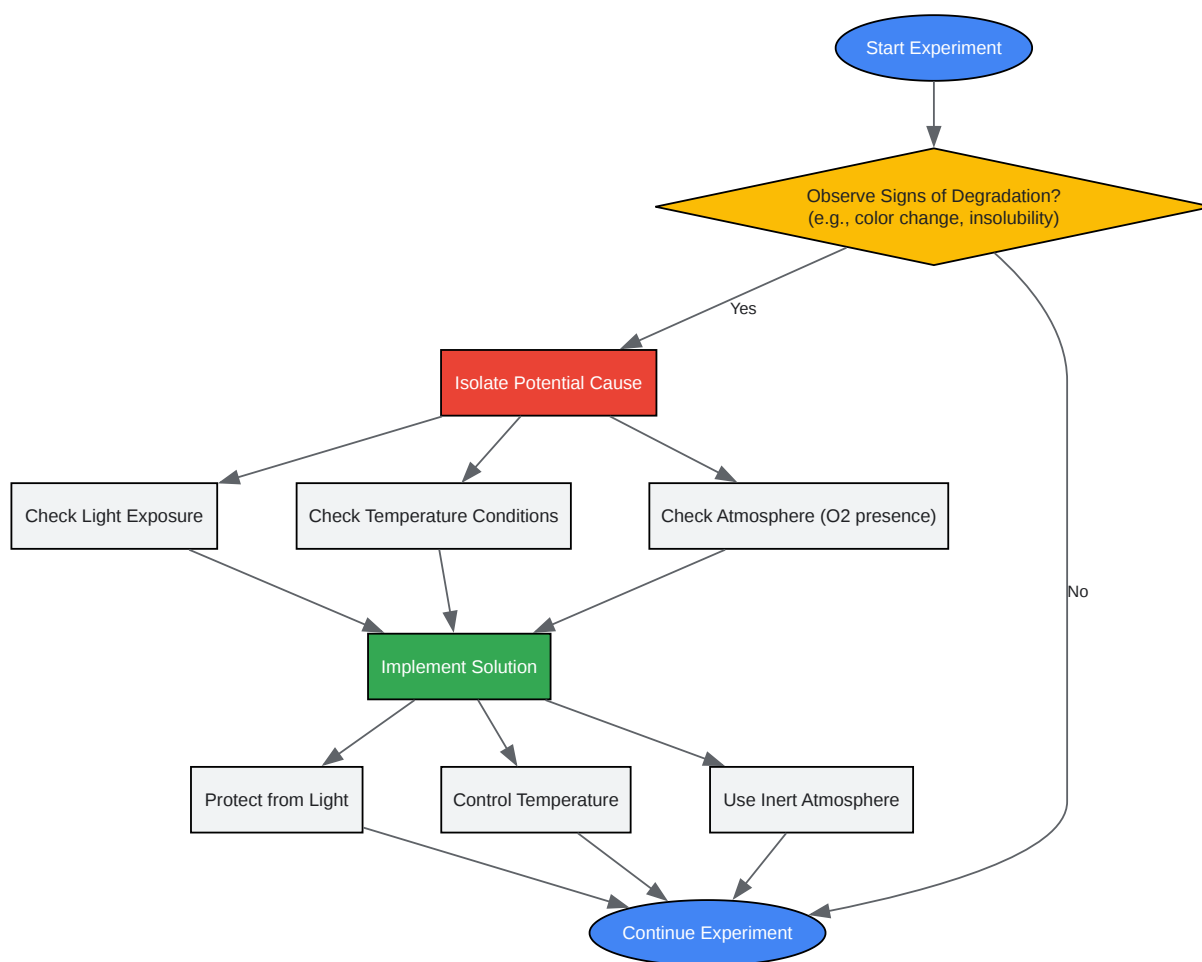 Start Experiment
Observe Signs of Degradation?
(e.g., color change, insolubility)
Yes
Isolate Potential Cause
Check Light Exposure
Check Temperature Conditions
Check Atmosphere (O2 presence)
No
Implement Solution
Protect from Light
Control Temperature
Use Inert Atmosphere
Continue Experiment